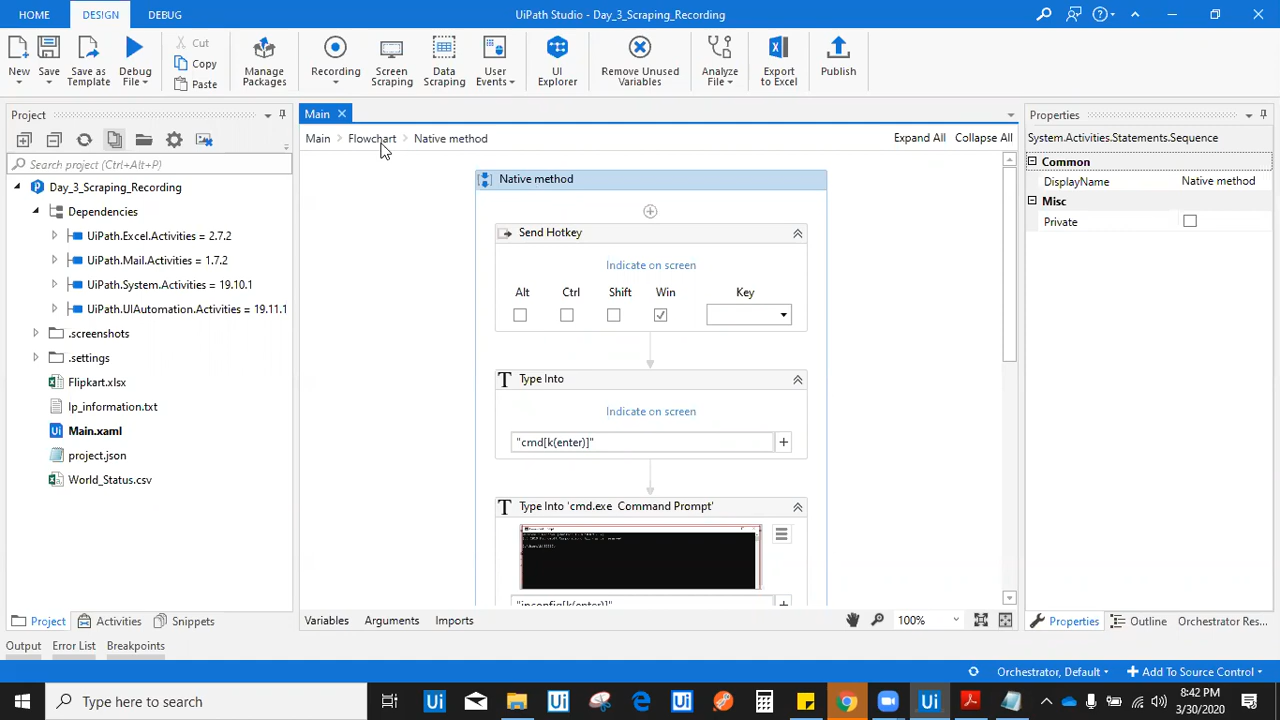 HOME DESIGN DEBUG UiPath Studio - Day_3_Scraping_Recording
New Save Save as Template Debug File Cut Copy Paste Manage Packages Recording Screen Scraping Data Scraping User Events UI Explorer Remove Unused Variables Analyze File Export to Excel Publish
Project
Main
Properties
Main > Flowchart > Native method
Expand All Collapse All
System.Activities.Statements.Sequence
Search project (Ctrl+Alt+P)
Common
DisplayName Native method
Misc
Private
Day_3_Scraping_Recording
Dependencies
UiPath.Excel.Activities = 2.7.2
UiPath.Mail.Activities = 1.7.2
UiPath.System.Activities = 19.10.1
UiPath.UIAutomation.Activities = 19.11.1
.screenshots
.settings
Flipkart.xlsx
Ip_information.txt
Main.xaml
project.json
World_Status.csv
Native method
Send Hotkey
Indicate on screen
Alt Ctrl Shift Win Key
Type Into
Indicate on screen
"cmd[k(enter)]"
Type Into 'cmd.exe Command Prompt'
"ipconfig[k(enter)]"
Project Activities Snippets
Variables Arguments Imports
100%
Properties Outline Orchestrator Res...
Output Error List Breakpoints
Orchestrator, Default
Add To Source Control
Type here to search
8:42 PM
3/30/2020